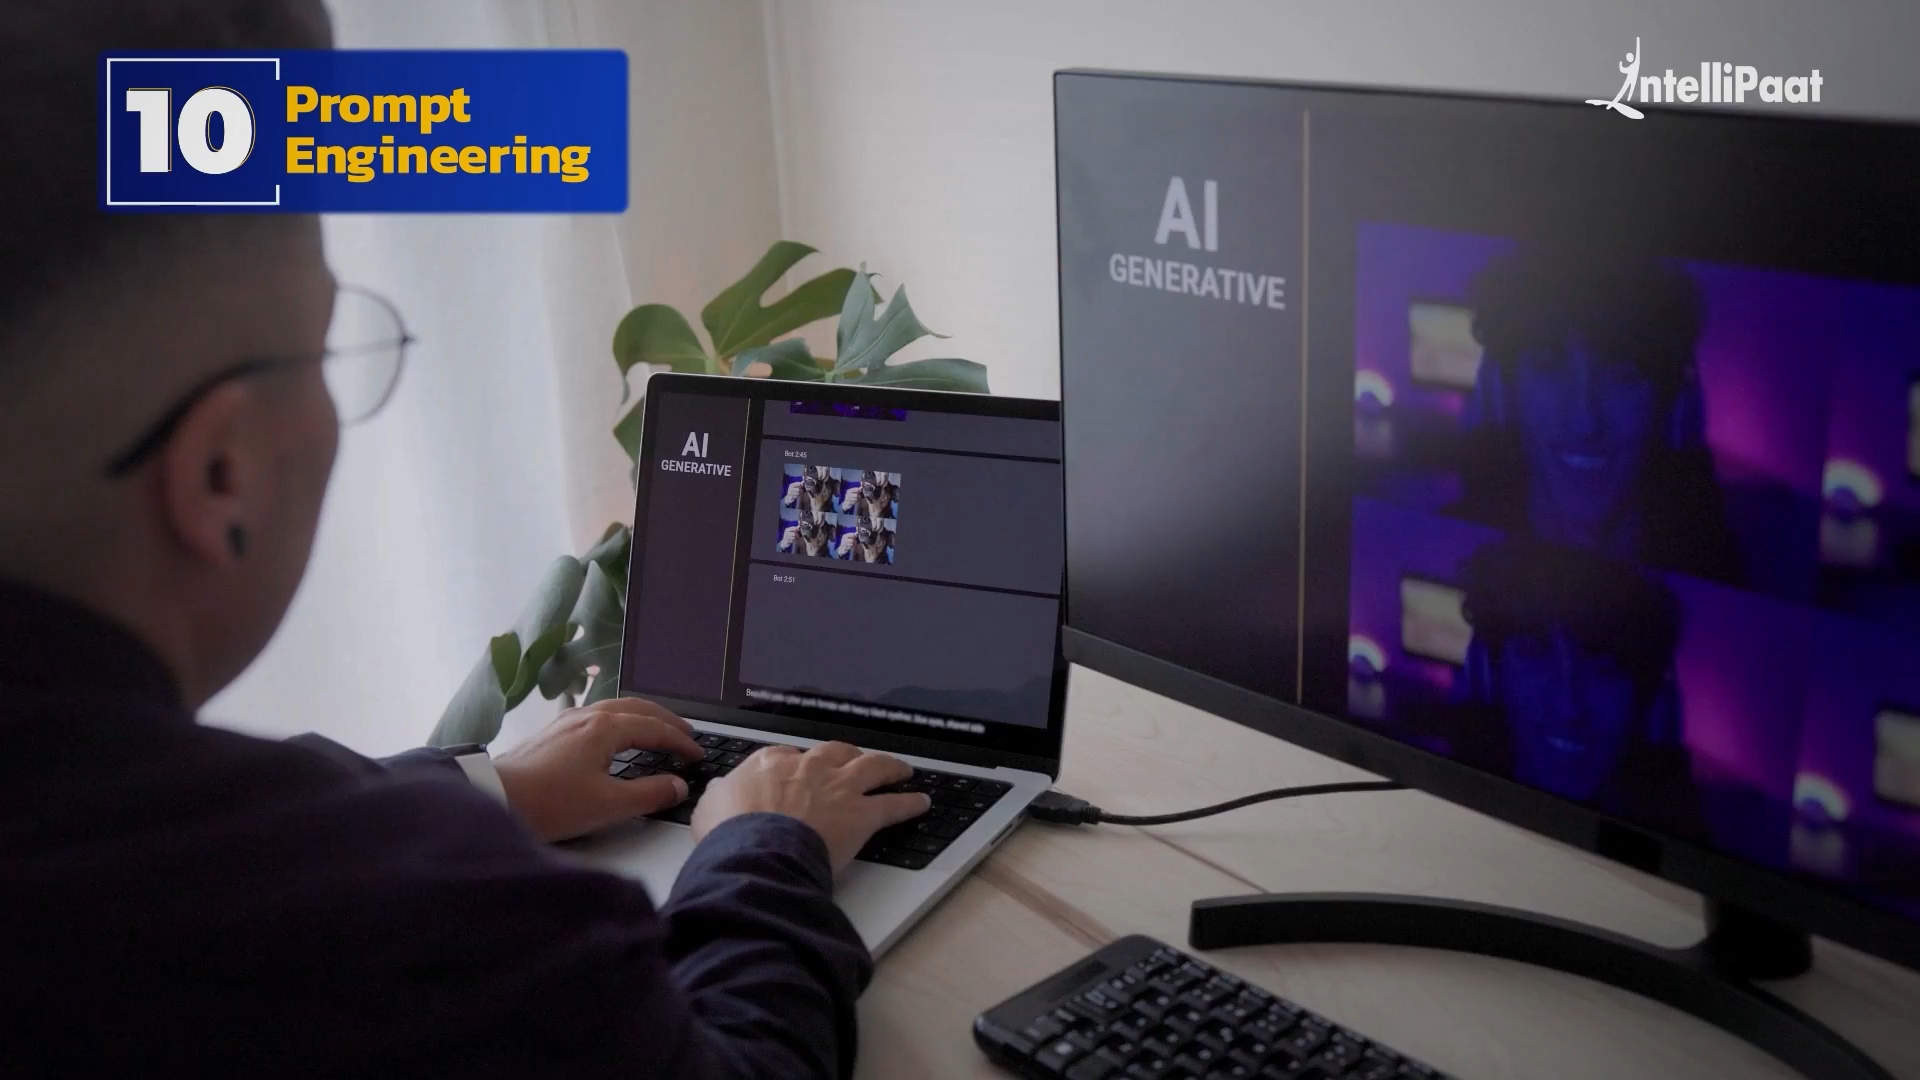 10
Prompt
Engineering
IntelliPaat
AI
GENERATIVE
AI
GENERATIVE
Bot 2:45
Bot 2:51